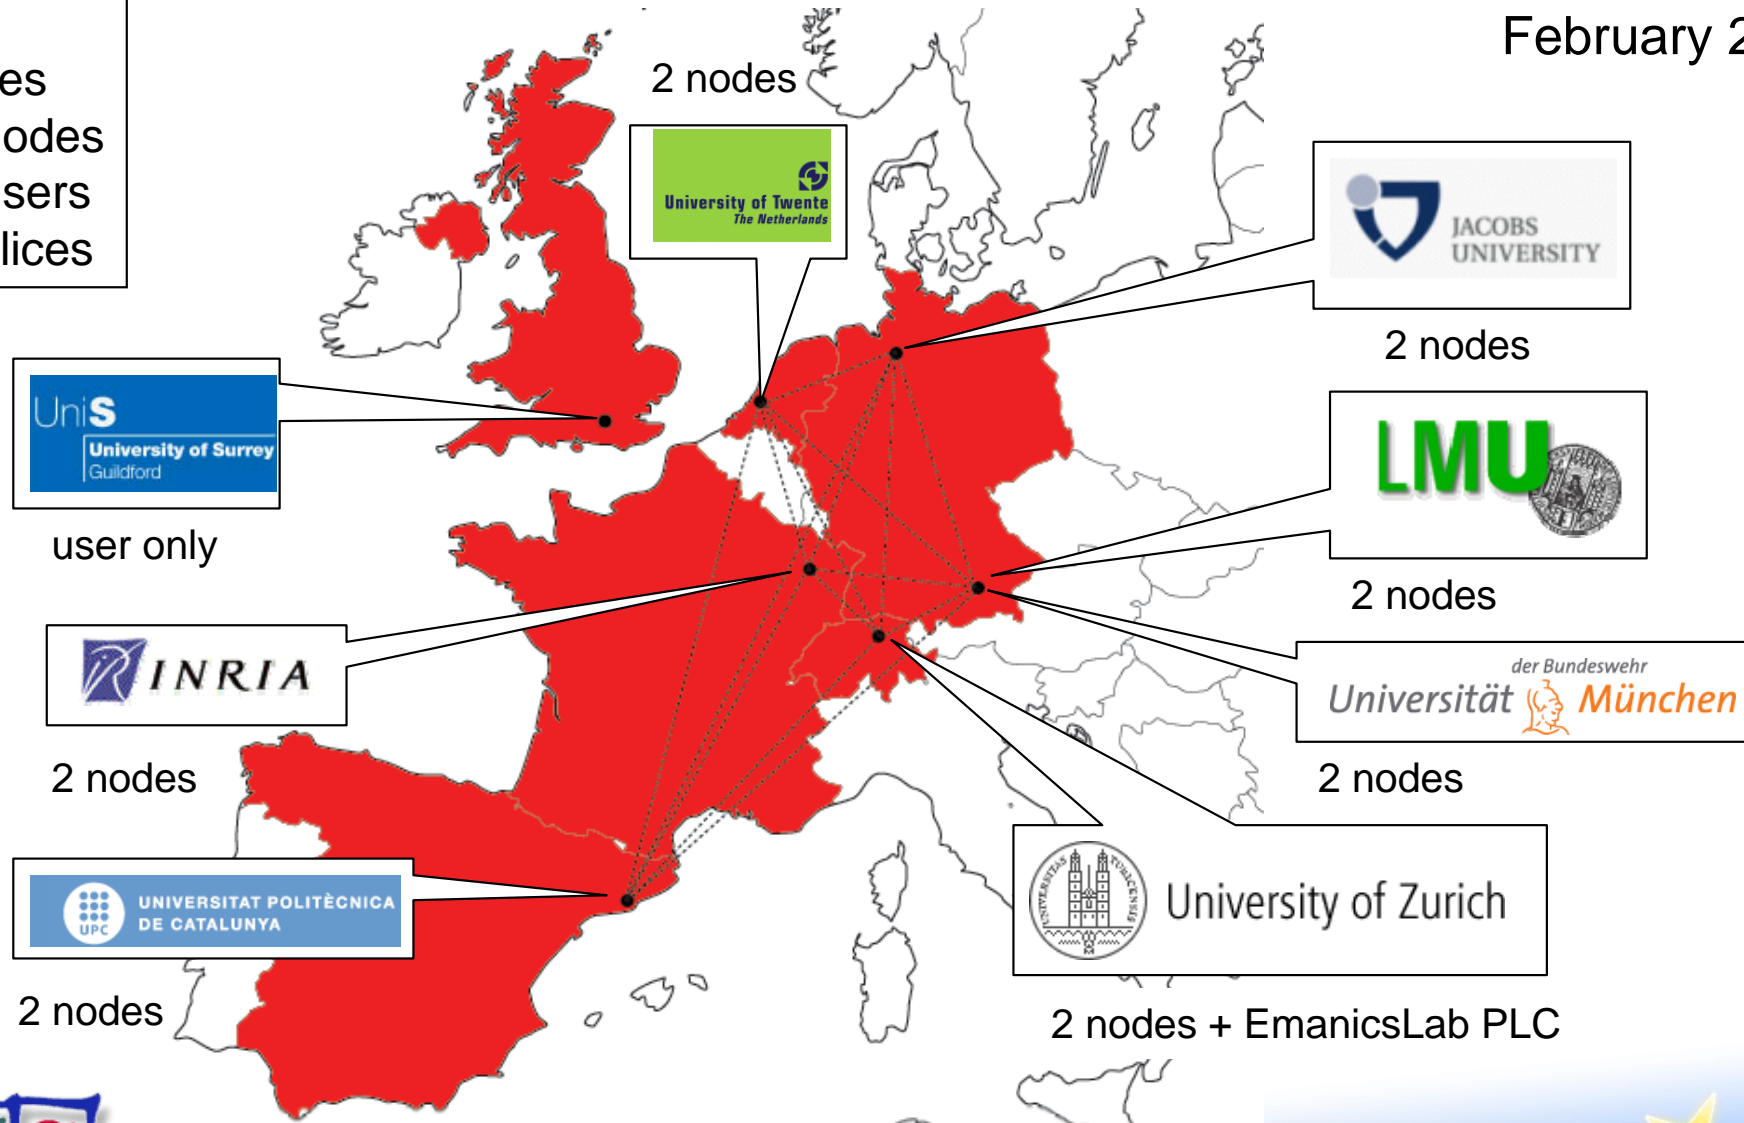 February 2
es
odes
sers
lices
2 nodes
University of Twente
The Netherlands
JACOBS
UNIVERSITY
2 nodes
UniS
University of Surrey
Guildford
user only
LMU
2 nodes
INRIA
2 nodes
der Bundeswehr
Universität München
2 nodes
UPC
UNIVERSITAT POLITÈCNICA
DE CATALUNYA
2 nodes
UNIVERSITAS TURICENSIS
University of Zurich
2 nodes + EmanicsLab PLC